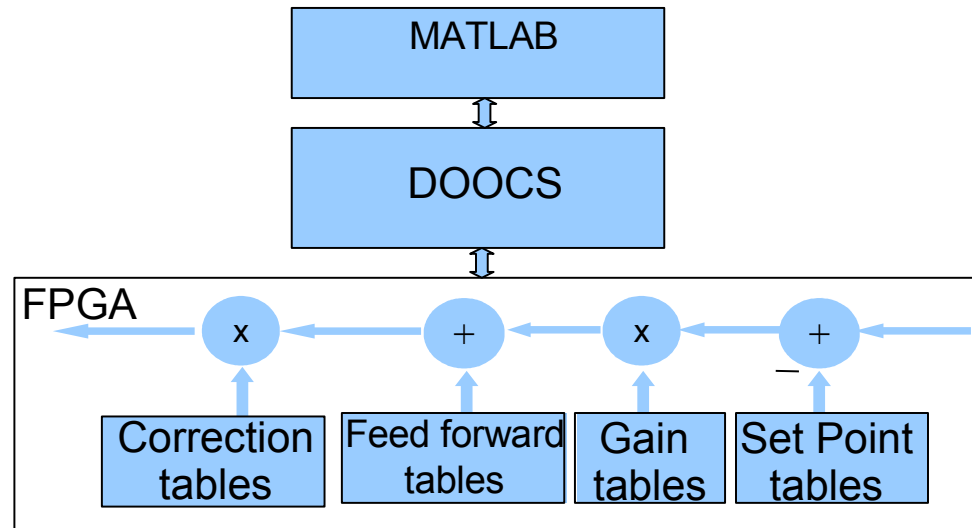 MATLAB
DOOCS
FPGA
x + x +
–
Correction Feed forward Gain Set Point
tables tables tables tables